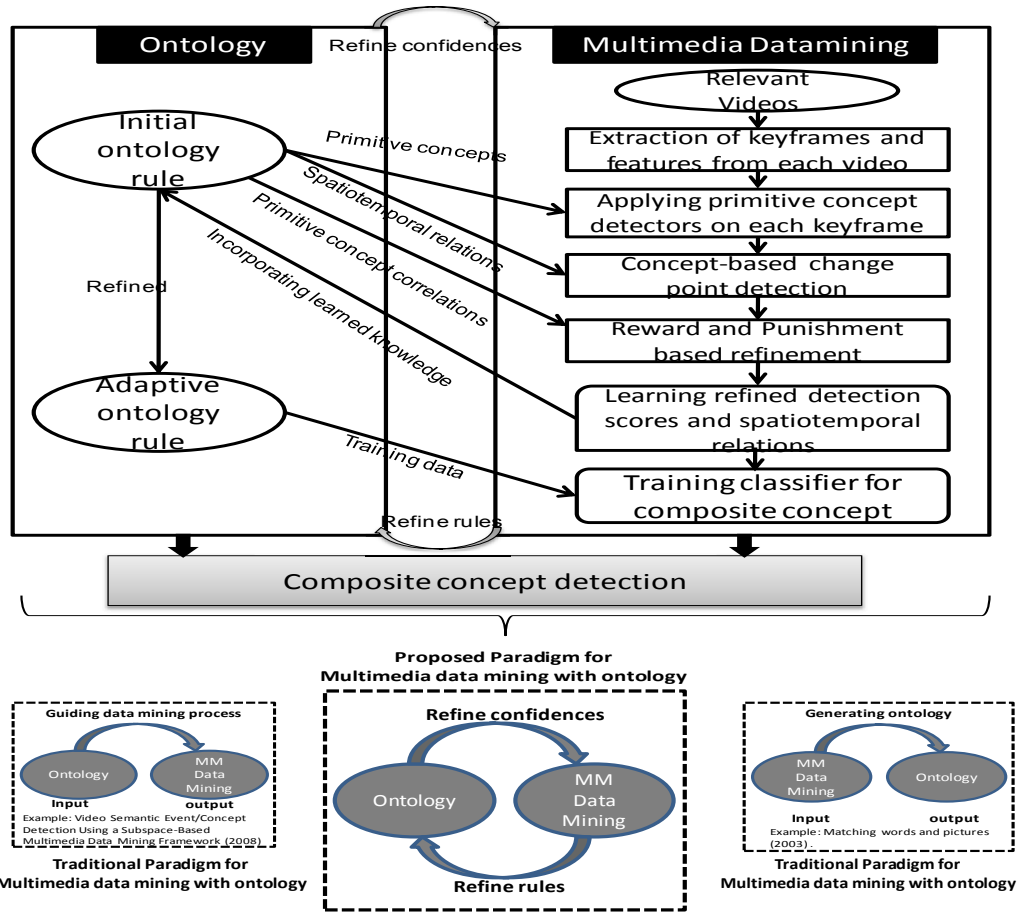 Ontology
Refine confidences
Multimedia Datamining
Relevant
Videos
Initial
ontology
rule
Primitive concepts
Extraction of keyframes and
features from each video
Spatiotemporal relations
Applying primitive concept
detectors on each keyframe
Primitive concept correlations
Concept-based change
point detection
Incorporating learned knowledge
Refined
Reward and Punishment
based refinement
Adaptive
ontology
rule
Learning refined detection
scores and spatiotemporal
relations
Training data
Training classifier for
composite concept
Refine rules
Composite concept detection
Proposed Paradigm for
Multimedia data mining with ontology
Guiding data mining process
Ontology
MM
Data
Mining
Input
output
Example: Video Semantic Event/Concept
Detection Using a Subspace-Based
Multimedia Data Mining Framework (2008)
Traditional Paradigm for
Multimedia data mining with ontology
Refine confidences
Ontology
MM
Data
Mining
Refine rules
Generating ontology
MM
Data
Mining
Ontology
Input
output
Example: Matching words and pictures
(2003) .
Traditional Paradigm for
Multimedia data mining with ontology